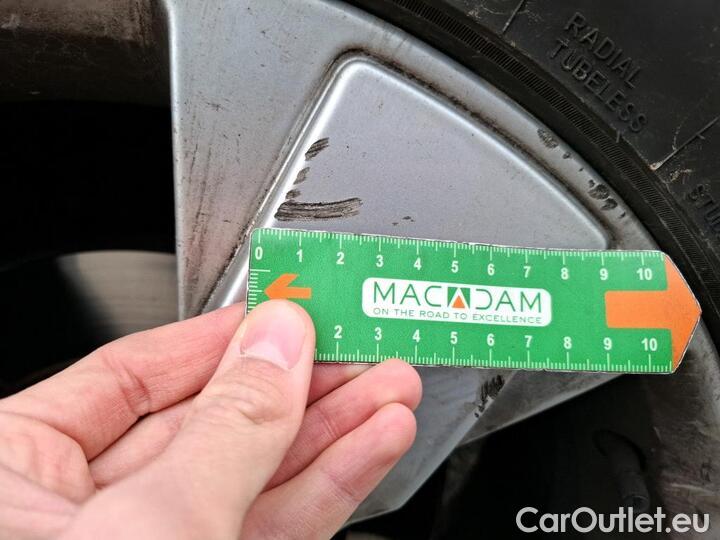 RADIAL
TUBELESS
0 1 2 3 4 5 6 7 8 9 10
MACADAM
ON THE ROAD TO EXCELLENCE
2 3 4 5 6 7 8 9 10
CarOutlet.eu